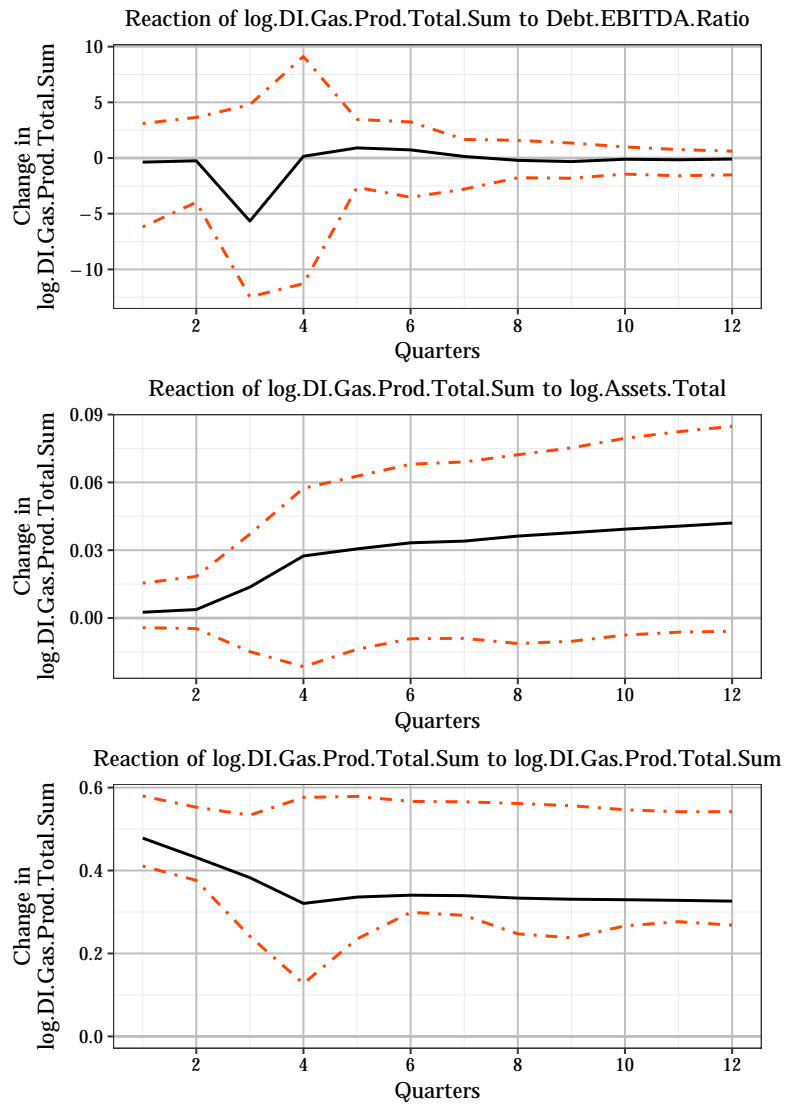 Reaction of log.DI.Gas.Prod.Total.Sum to Debt.EBITDA.Ratio
Change in
log.DI.Gas.Prod.Total.Sum
10
5
0
−5
−10
2 4 6 8 10 12
Quarters
Reaction of log.DI.Gas.Prod.Total.Sum to log.Assets.Total
Change in
log.DI.Gas.Prod.Total.Sum
0.09
0.06
0.03
0.00
2 4 6 8 10 12
Quarters
Reaction of log.DI.Gas.Prod.Total.Sum to log.DI.Gas.Prod.Total.Sum
Change in
log.DI.Gas.Prod.Total.Sum
0.6
0.4
0.2
0.0
2 4 6 8 10 12
Quarters